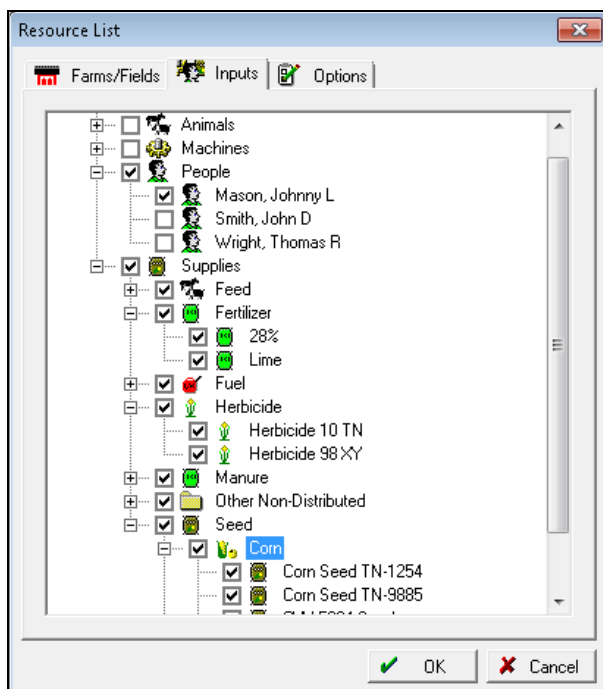 Resource List
Farms/Fields Inputs Options
Animals
Machines
People
Mason, Johnny L
Smith, John D
Wright, Thomas R
Supplies
Feed
Fertilizer
28%
Lime
Fuel
Herbicide
Herbicide 10 TN
Herbicide 98 XY
Manure
Other Non-Distributed
Seed
Corn
Corn Seed TN-1254
Corn Seed TN-9885
OK Cancel